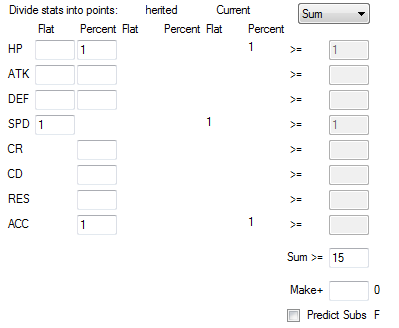 Divide stats into points: herited Current Sum
Flat Percent Flat Percent Flat Percent
HP 1 1 >= 1
ATK >=
DEF >=
SPD 1 1 >= 1
CR >=
CD >=
RES >=
ACC 1 1 >=
Sum >= 15
Make+ 0
Predict Subs F